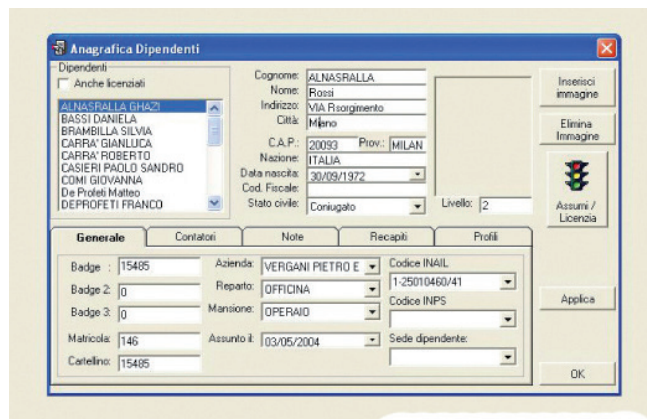 Anagrafica Dipendenti
Dipendenti
Anche licenziati
ALNASRALLA GHAZI
BASSI DANIELA
BRAMBILLA SILVIA
CARRA' GIANLUCA
CARRA' ROBERTO
CASIERI PAOLO SANDRO
COMI GIOVANNA
De Profeti Matteo
DEPROFETI FRANCO
Cognome: ALNASRALLA
Nome: Rossi
Indirizzo: VIA Rsorgimento
Città: Milano
C.A.P.: 20093 Prov.: MILAN
Nazione: ITALIA
Data nascita: 30/09/1972
Cod. Fiscale:
Stato civile: Coniugato
Livello: 2
Inserisci
immagine
Elimina
Immagine
Assumi /
Licenzia
Applica
OK
Generale Contatori Note Recapiti Profili
Badge : 15485
Badge 2: 0
Badge 3: 0
Matricola: 146
Cartellino: 15485
Azienda: VERGANI PIETRO E
Reparto: OFFICINA
Mansione: OPERAIO
Assunto il: 03/05/2004
Codice INAIL
1-25010460/41
Codice INPS
Sede dipendente: